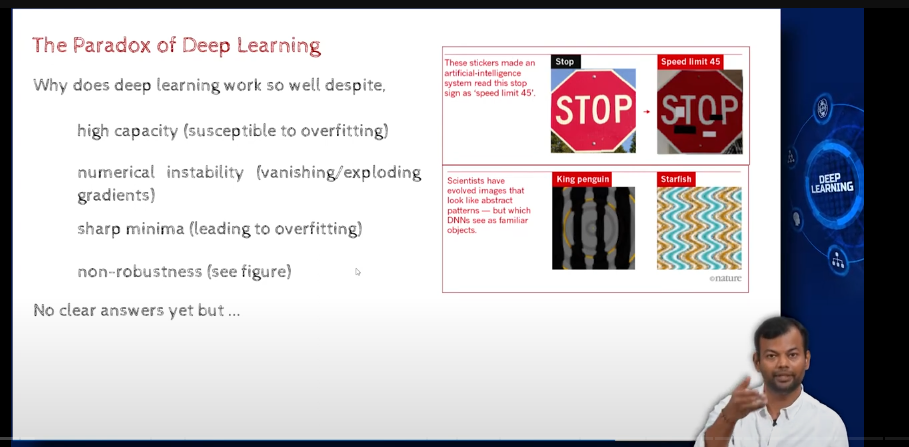 The Paradox of Deep Learning
Why does deep learning work so well despite,
high capacity (susceptible to overfitting)
numerical instability (vanishing/exploding
gradients)
sharp minima (leading to overfitting)
non-robustness (see figure)
No clear answers yet but ...
These stickers made an
artificial-intelligence
system read this stop
sign as 'speed limit 45'.
Stop
Speed limit 45
STOP
STOP
Scientists have
evolved images that
look like abstract
patterns — but which
DNNs see as familiar
objects.
King penguin
Starfish
©nature
DEEP
LEARNING